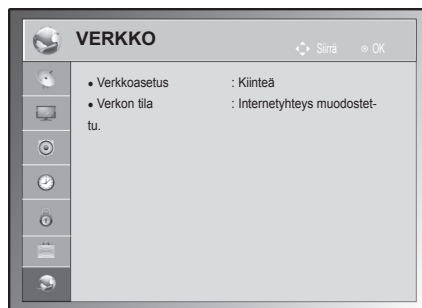 VERKKO
Siirrä OK
• Verkkoasetus : Kiinteä
• Verkon tila : Internetyhteys muodostet-
tu.